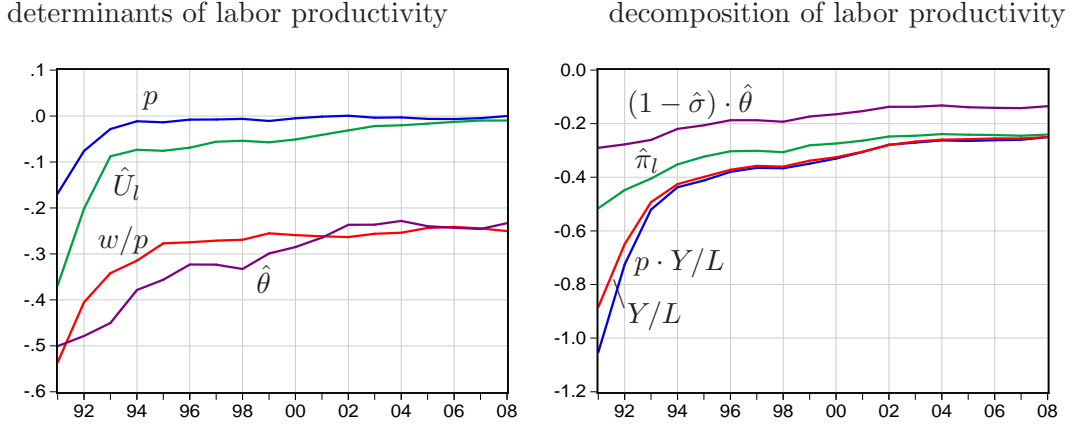 determinants of labor productivity
.1
.0
-.1
-.2
-.3
-.4
-.5
-.6
p
Û_l
w/p
θ̂
92 94 96 98 00 02 04 06 08
decomposition of labor productivity
0.0
-0.2
-0.4
-0.6
-0.8
-1.0
-1.2
(1 − σ̂) · θ̂
π̂_l
p · Y/L
Y/L
92 94 96 98 00 02 04 06 08